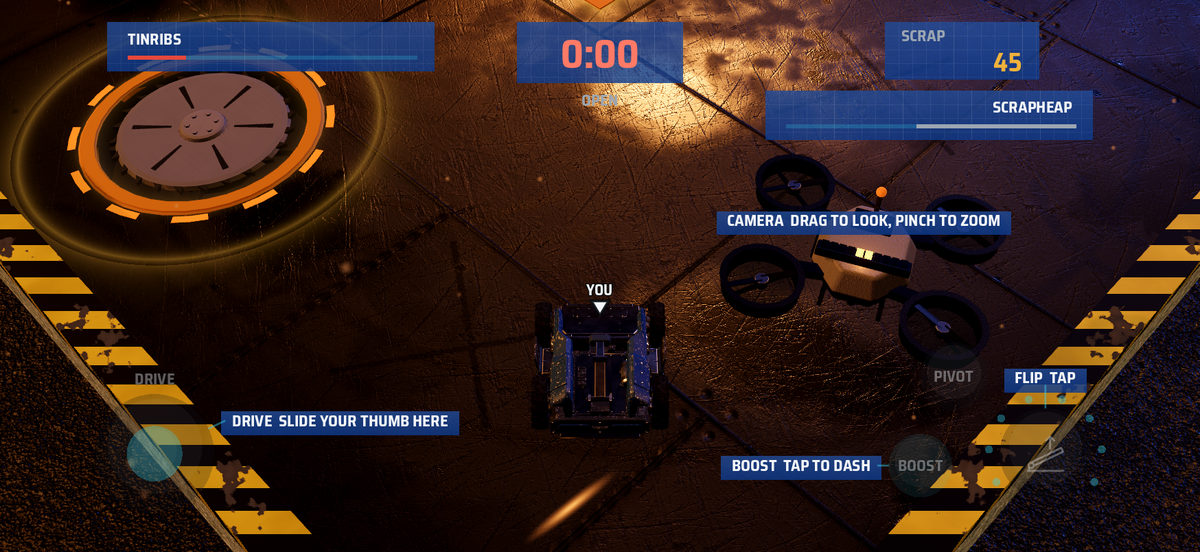 TINRIBS
0:00
OPEN
SCRAP
45
SCRAPHEAP
CAMERA DRAG TO LOOK, PINCH TO ZOOM
YOU
DRIVE
DRIVE SLIDE YOUR THUMB HERE
PIVOT
FLIP TAP
BOOST TAP TO DASH
BOOST